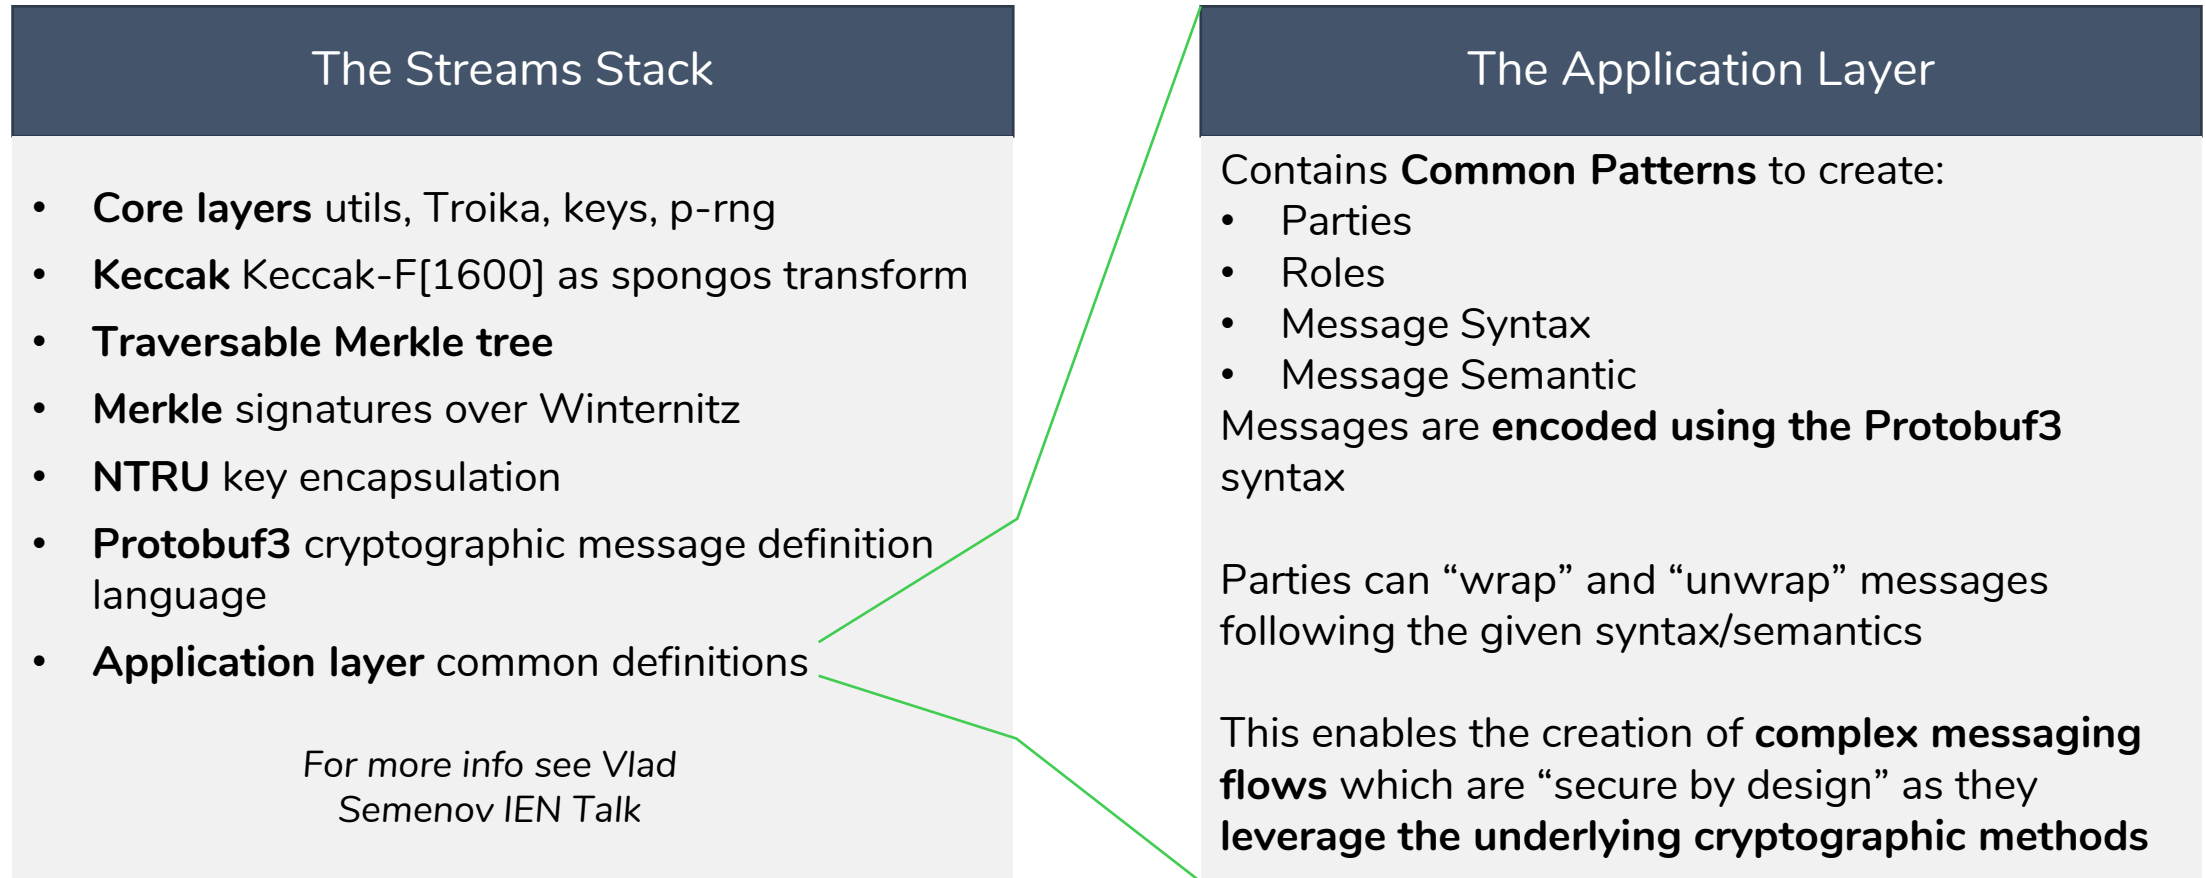 The Streams Stack
• Core layers utils, Troika, keys, p-rng
• Keccak Keccak-F[1600] as spongos transform
• Traversable Merkle tree
• Merkle signatures over Winternitz
• NTRU key encapsulation
• Protobuf3 cryptographic message definition
language
• Application layer common definitions
For more info see Vlad
Semenov IEN Talk
The Application Layer
Contains Common Patterns to create:
• Parties
• Roles
• Message Syntax
• Message Semantic
Messages are encoded using the Protobuf3
syntax
Parties can “wrap” and “unwrap” messages
following the given syntax/semantics
This enables the creation of complex messaging
flows which are “secure by design” as they
leverage the underlying cryptographic methods